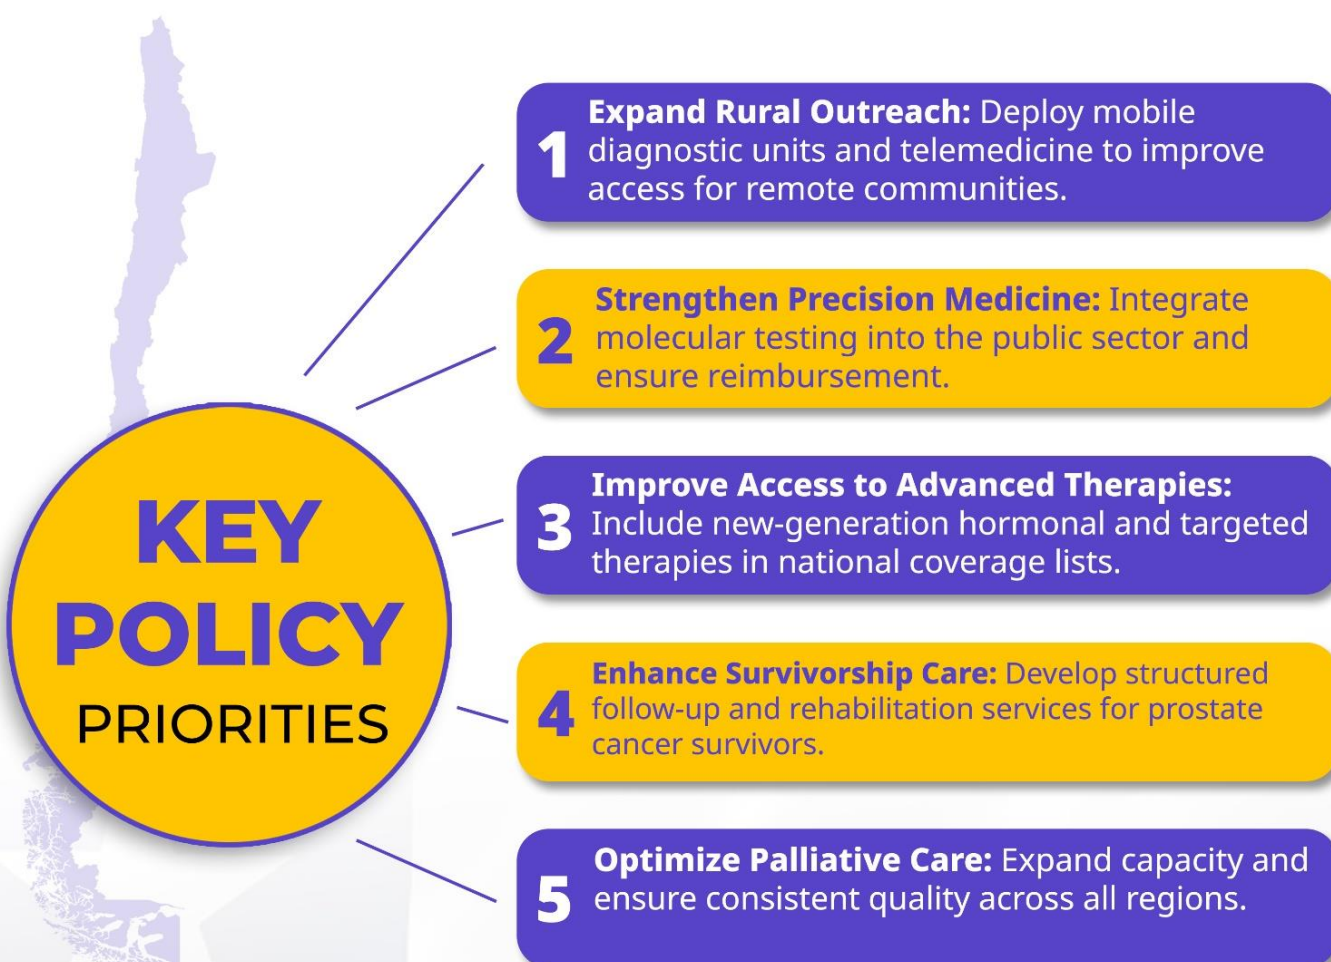 KEY
POLICY
PRIORITIES
1
Expand Rural Outreach: Deploy mobile
diagnostic units and telemedicine to improve
access for remote communities.
2
Strengthen Precision Medicine: Integrate
molecular testing into the public sector and
ensure reimbursement.
3
Improve Access to Advanced Therapies:
Include new-generation hormonal and targeted
therapies in national coverage lists.
4
Enhance Survivorship Care: Develop structured
follow-up and rehabilitation services for prostate
cancer survivors.
5
Optimize Palliative Care: Expand capacity and
ensure consistent quality across all regions.